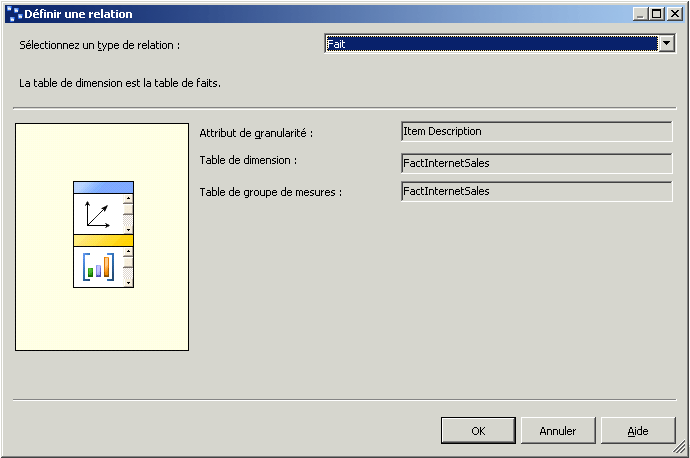 Définir une relation
Sélectionnez un type de relation :
Fait
La table de dimension est la table de faits.
Attribut de granularité :
Item Description
Table de dimension :
FactInternetSales
Table de groupe de mesures :
FactInternetSales
OK
Annuler
Aide